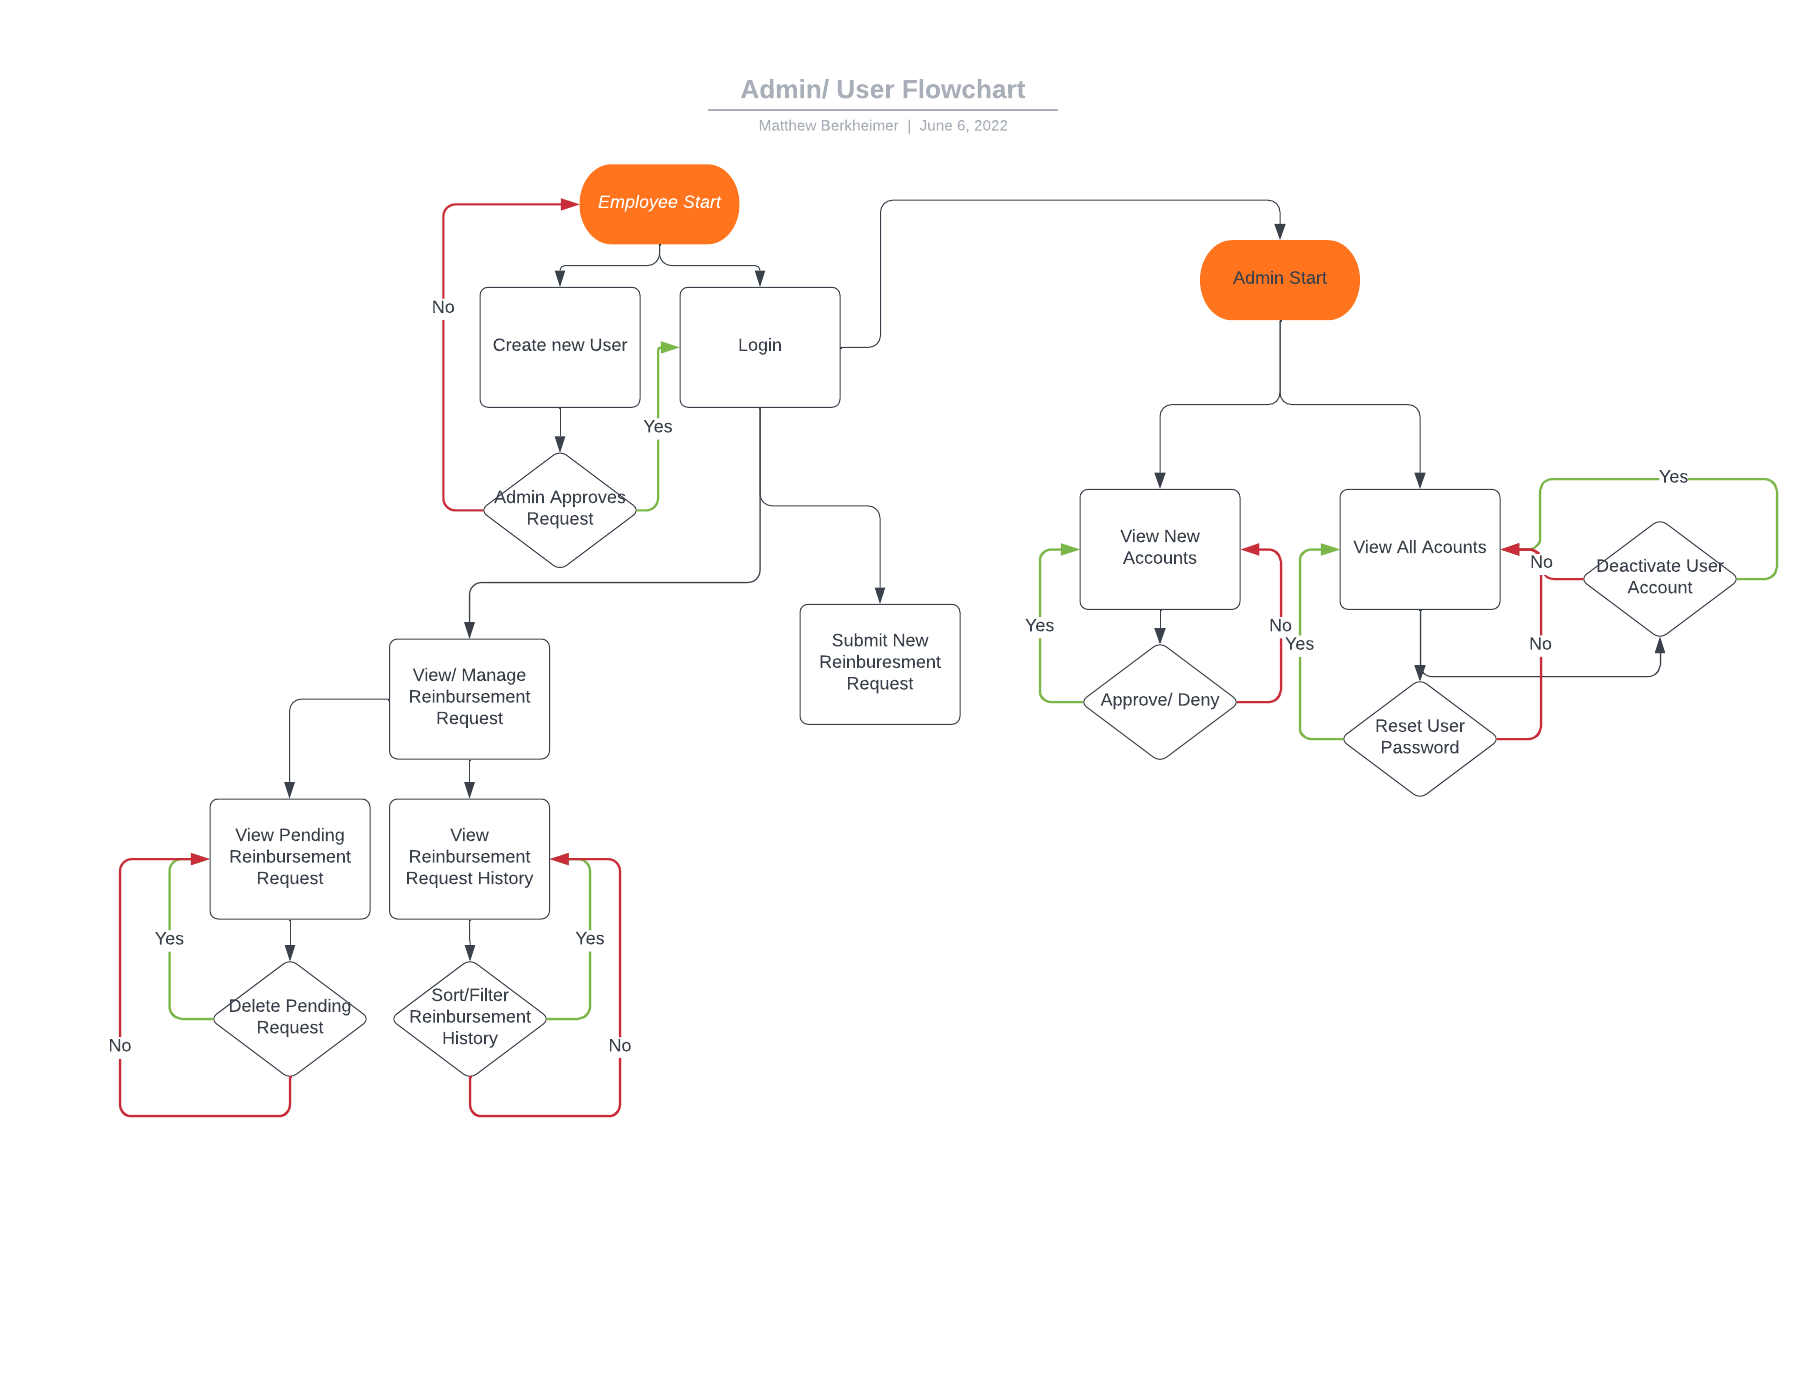 Admin/ User Flowchart
Matthew Berkheimer | June 6, 2022
Employee Start
Admin Start
No
Create new User
Login
Yes
Admin Approves
Request
Yes
View New
Accounts
View All Acounts
No
Deactivate User
Account
Yes
No
Yes
No
Submit New
Reinburesment
Request
View/ Manage
Reinbursement
Request
Approve/ Deny
Reset User
Password
View Pending
Reinbursement
Request
View
Reinbursement
Request History
Yes
Yes
Delete Pending
Request
Sort/Filter
Reinbursement
History
No
No